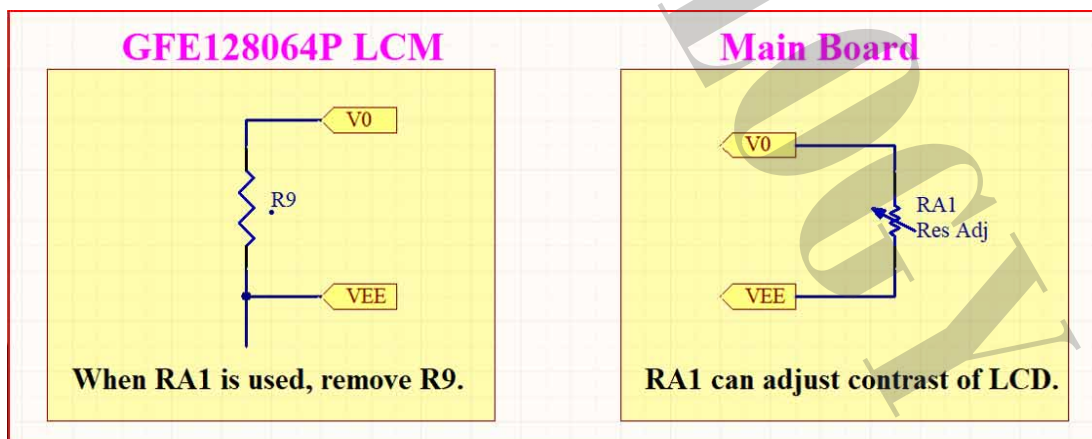 GFE128064P LCM
V0
R9
VEE
When RA1 is used, remove R9.
Main Board
V0
RA1
Res Adj
VEE
RA1 can adjust contrast of LCD.
OGY